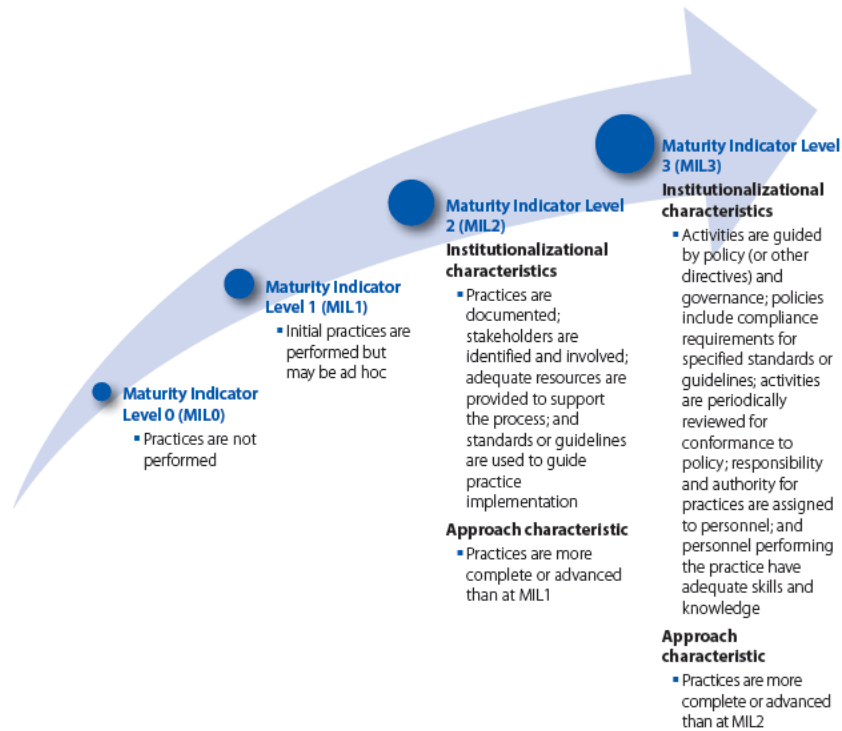 Maturity Indicator
Level 0 (MIL0)
▪ Practices are not
performed
Maturity Indicator
Level 1 (MIL1)
▪ Initial practices are
performed but
may be ad hoc
Maturity Indicator Level
2 (MIL2)
Institutionalizational
characteristics
▪ Practices are
documented;
stakeholders are
identified and involved;
adequate resources are
provided to support
the process; and
standards or guidelines
are used to guide
practice
implementation
Approach characteristic
▪ Practices are more
complete or advanced
than at MIL1
Maturity Indicator Level
3 (MIL3)
Institutionalizational
characteristics
▪ Activities are guided
by policy (or other
directives) and
governance; policies
include compliance
requirements for
specified standards or
guidelines; activities
are periodically
reviewed for
conformance to
policy; responsibility
and authority for
practices are assigned
to personnel; and
personnel performing
the practice have
adequate skills and
knowledge
Approach
characteristic
▪ Practices are more
complete or advanced
than at MIL2